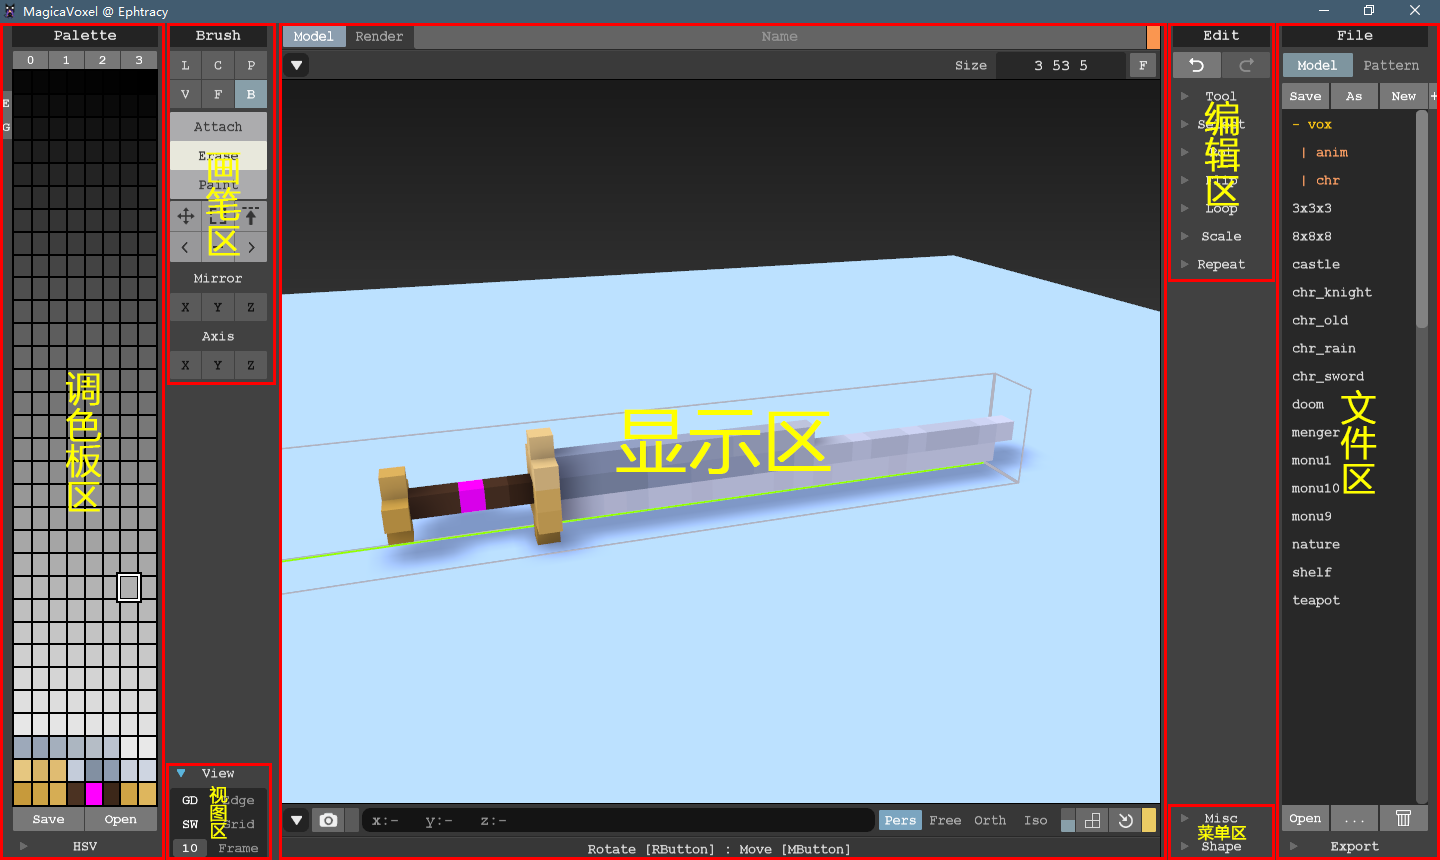 MagicaVoxel @ Ephtracy
Palette
0 1 2 3
E
G
调色板区
Save Open
HSV
Brush
L C P
V F B
Attach
Erase
Paint
画笔区
Mirror
X Y Z
Axis
X Y Z
View
GD Edge
SW Grid
10 Frame
视图区
Model Render Name
Size 3 53 5 F
显示区
x:- y:- z:-
Pers Free Orth Iso
Rotate [RButton] : Move [MButton]
Edit
Tool
Select
Flip
Loop
Scale
Repeat
编辑区
Misc
菜单区
Shape
File
Model Pattern
Save As New +
- vox
| anim
| chr
3x3x3
8x8x8
castle
chr_knight
chr_old
chr_rain
chr_sword
doom
menger
monu1
monu10
monu9
nature
shelf
teapot
文件区
Open ...
Export